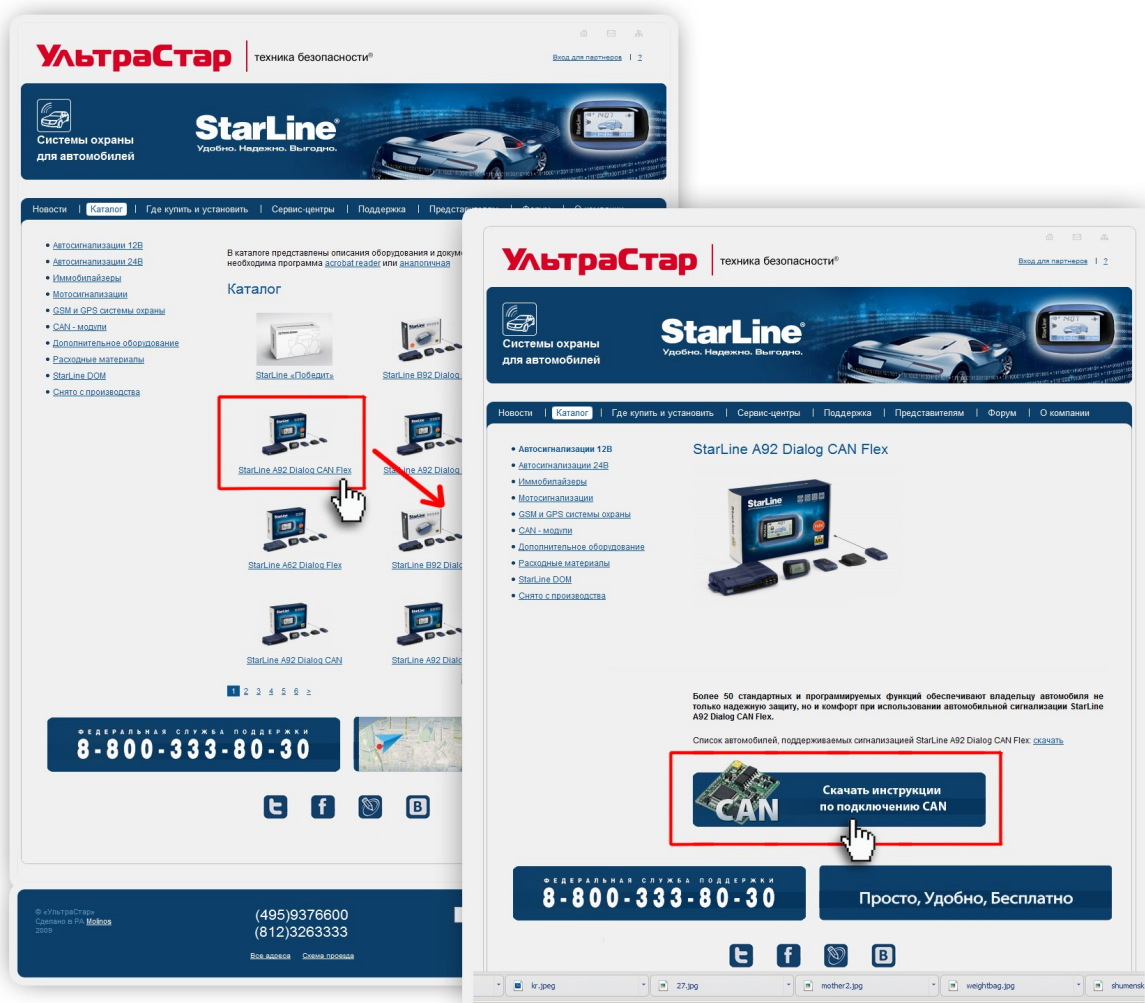 УльтраСтар
техника безопасности®
Вход для партнеров | ?
Системы охраны
для автомобилей
StarLine®
Удобно. Надежно. Выгодно.
Новости | Каталог | Где купить и установить | Сервис-центры | Поддержка
Автосигнализации 12В
Автосигнализации 24В
Иммобилайзеры
Мотосигнализации
GSM и GPS системы охраны
CAN - модули
Дополнительное оборудование
Расходные материалы
StarLine DOM
Снято с производства
В каталоге представлены описания оборудования и
необходима программа acrobat reader или аналогичная
Каталог
StarLine «Победит»
StarLine B92 Dialog
StarLine A92 Dialog CAN Flex
StarLine A92 Dialog
StarLine A62 Dialog Flex
StarLine B92
StarLine A92 Dialog CAN
StarLine A92
1 2 3 4 5 6 >
ФЕДЕРАЛЬНАЯ СЛУЖБА ПОДДЕРЖКИ
8-800-333-80-30
© «УльтраСтар»
Сделано в РА Molinos
2009
(495)9376600
(812)3263333
Все адреса Схема проезда
УльтраСтар
техника безопасности®
Вход для партнеров | ?
Системы охраны
для автомобилей
StarLine®
Удобно. Надежно. Выгодно.
Новости | Каталог | Где купить и установить | Сервис-центры | Поддержка | Представителям | Форум | О компании
Автосигнализации 12В
Автосигнализации 24В
Иммобилайзеры
Мотосигнализации
GSM и GPS системы охраны
CAN - модули
Дополнительное оборудование
Расходные материалы
StarLine DOM
Снято с производства
StarLine A92 Dialog CAN Flex
StarLine
Более 50 стандартных и программируемых функций обеспечивают владельцу автомобиля не
только надежную защиту, но и комфорт при использовании автомобильной сигнализации StarLine
A92 Dialog CAN Flex.
Список автомобилей, поддерживаемых сигнализацией StarLine A92 Dialog CAN Flex: скачать
CAN
Скачать инструкции
по подключению CAN
ФЕДЕРАЛЬНАЯ СЛУЖБА ПОДДЕРЖКИ
8-800-333-80-30
Просто, Удобно, Бесплатно
kr.jpeg
27.jpg
mother2.jpg
weightbag.jpg